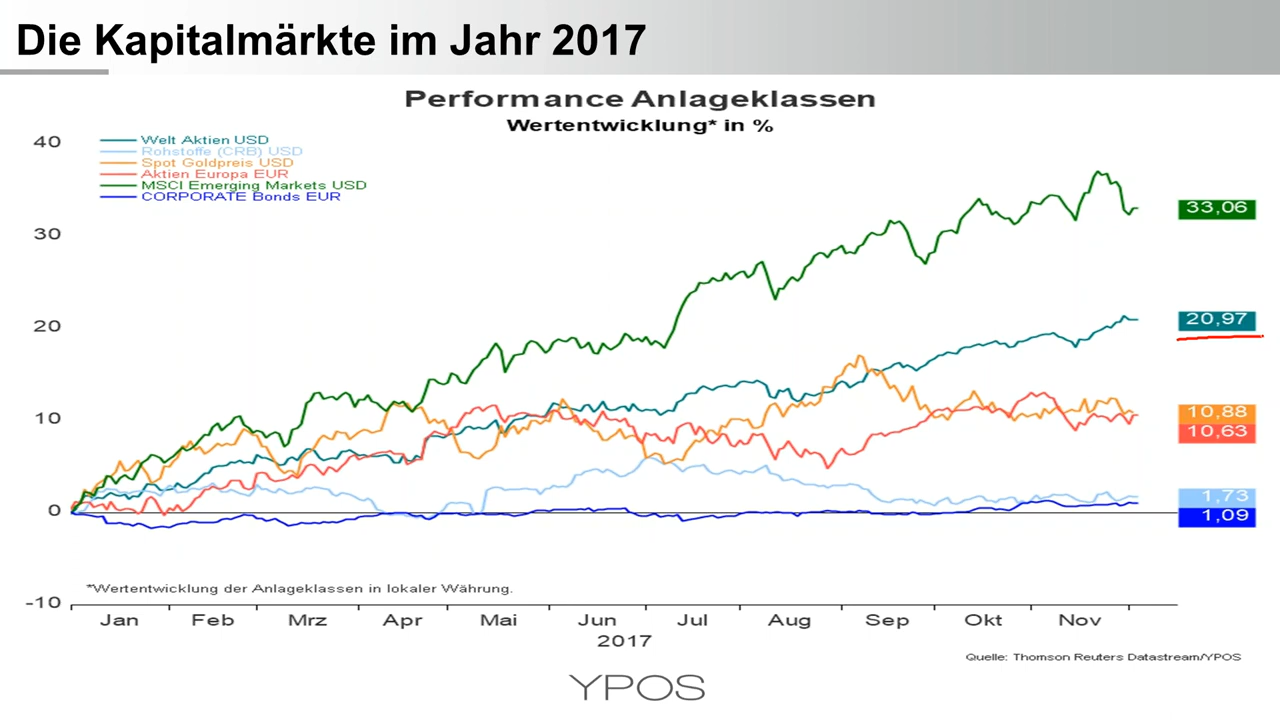 Die Kapitalmärkte im Jahr 2017
Performance Anlageklassen
Wertentwicklung* in %
Welt Aktien USD
Rohstoffe (CRB) USD
Spot Goldpreis USD
Aktien Europa EUR
MSCI Emerging Markets USD
CORPORATE Bonds EUR
40
30
20
10
0
-10
33,06
20,97
10,88
10,63
1,73
1,09
*Wertentwicklung der Anlageklassen in lokaler Währung.
Jan Feb Mrz Apr Mai Jun Jul Aug Sep Okt Nov
2017
Quelle: Thomson Reuters Datastream/YPOS
YPOS